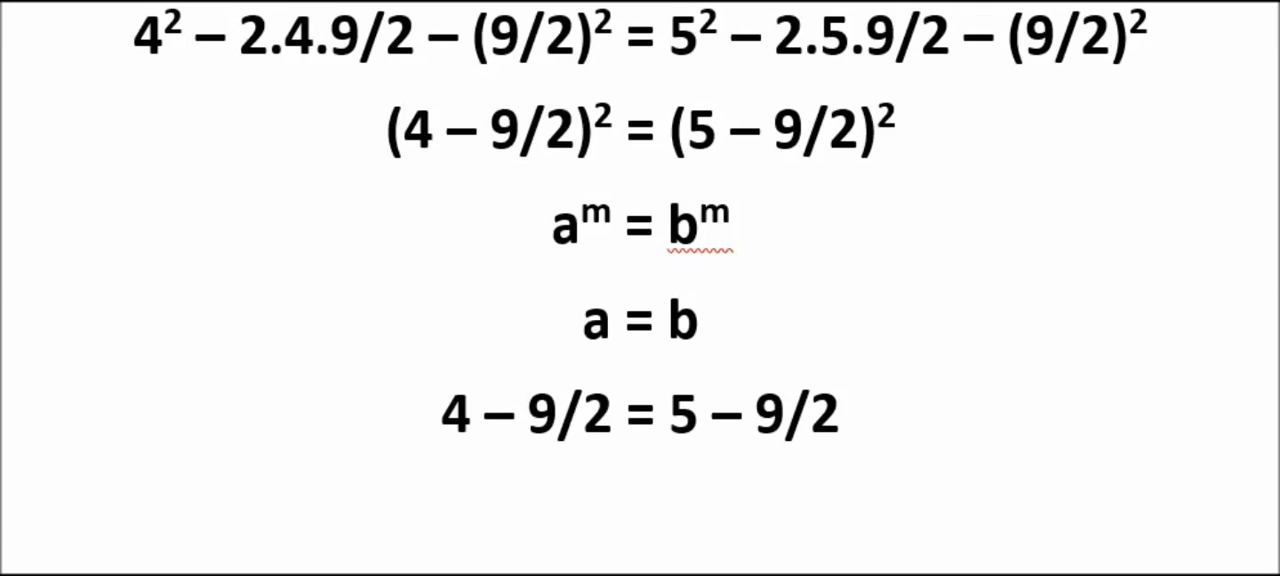 4² – 2.4.9/2 – (9/2)² = 5² – 2.5.9/2 – (9/2)²
(4 – 9/2)² = (5 – 9/2)²
aᵐ = bᵐ
a = b
4 – 9/2 = 5 – 9/2